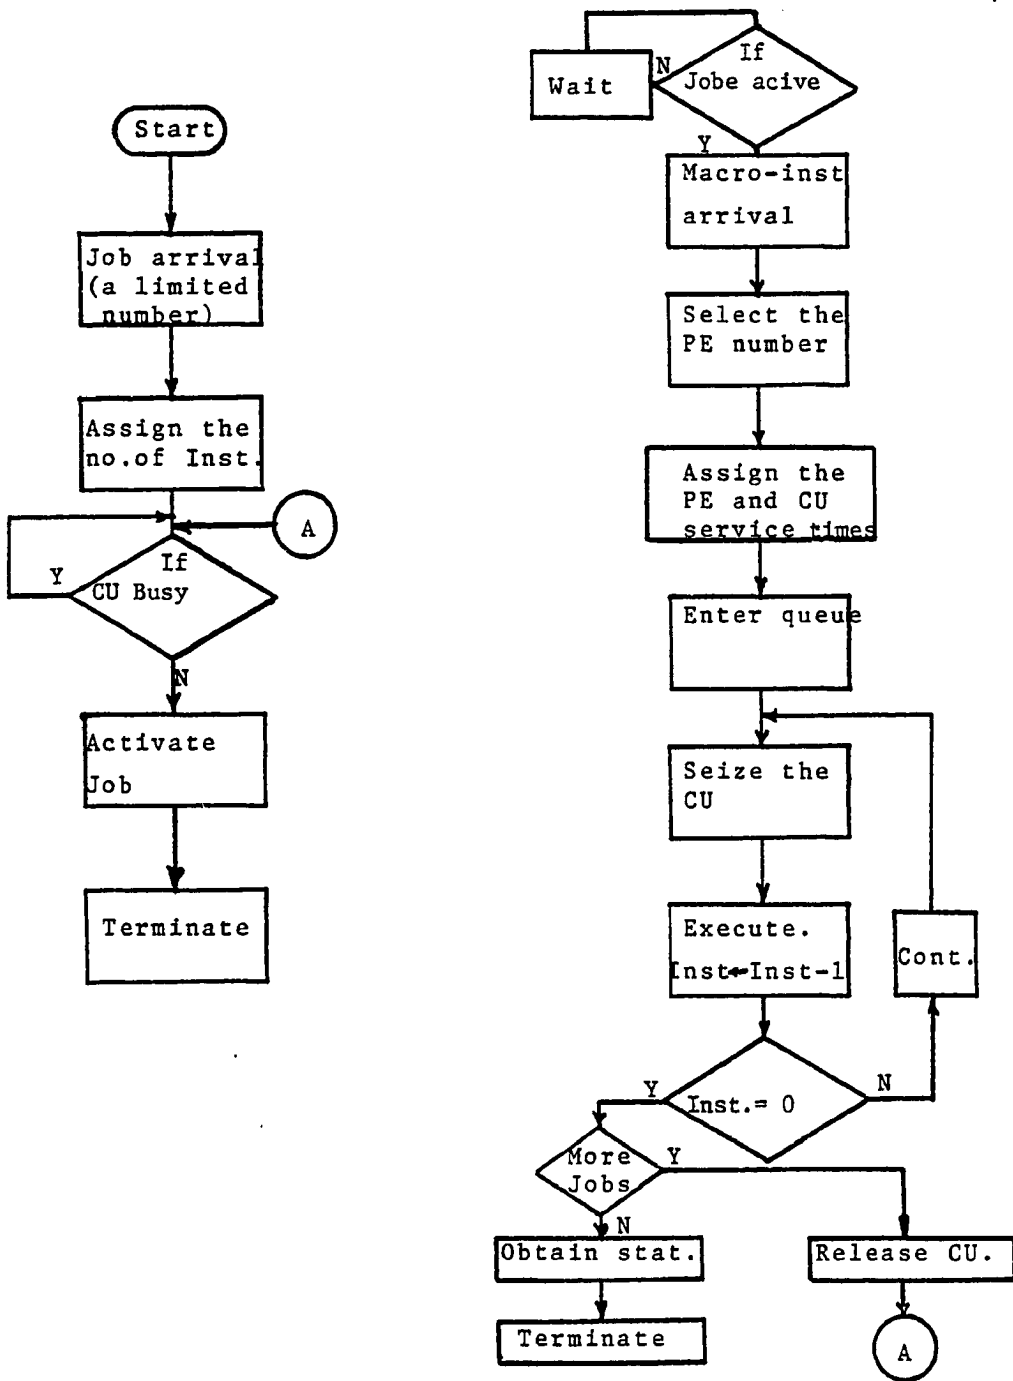 Start
Job arrival
(a limited
number)
Assign the
no.of Inst.
A
If
Y
CU Busy
N
Activate
Job
Terminate
If
N
Jobe acive
Wait
Y
Macro-inst
arrival
Select the
PE number
Assign the
PE and CU
service times
Enter queue
Seize the
CU
Execute.
Inst←Inst-1
Cont.
Y
N
Inst.= 0
More
Jobs
Y
N
Obtain stat.
Release CU.
Terminate
A